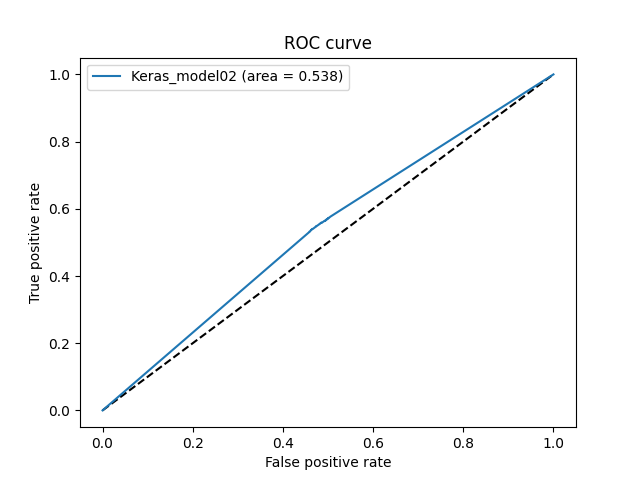 ROC curve
Keras_model02 (area = 0.538)
1.0
0.8
0.6
0.4
0.2
0.0
True positive rate
0.0 0.2 0.4 0.6 0.8 1.0
False positive rate